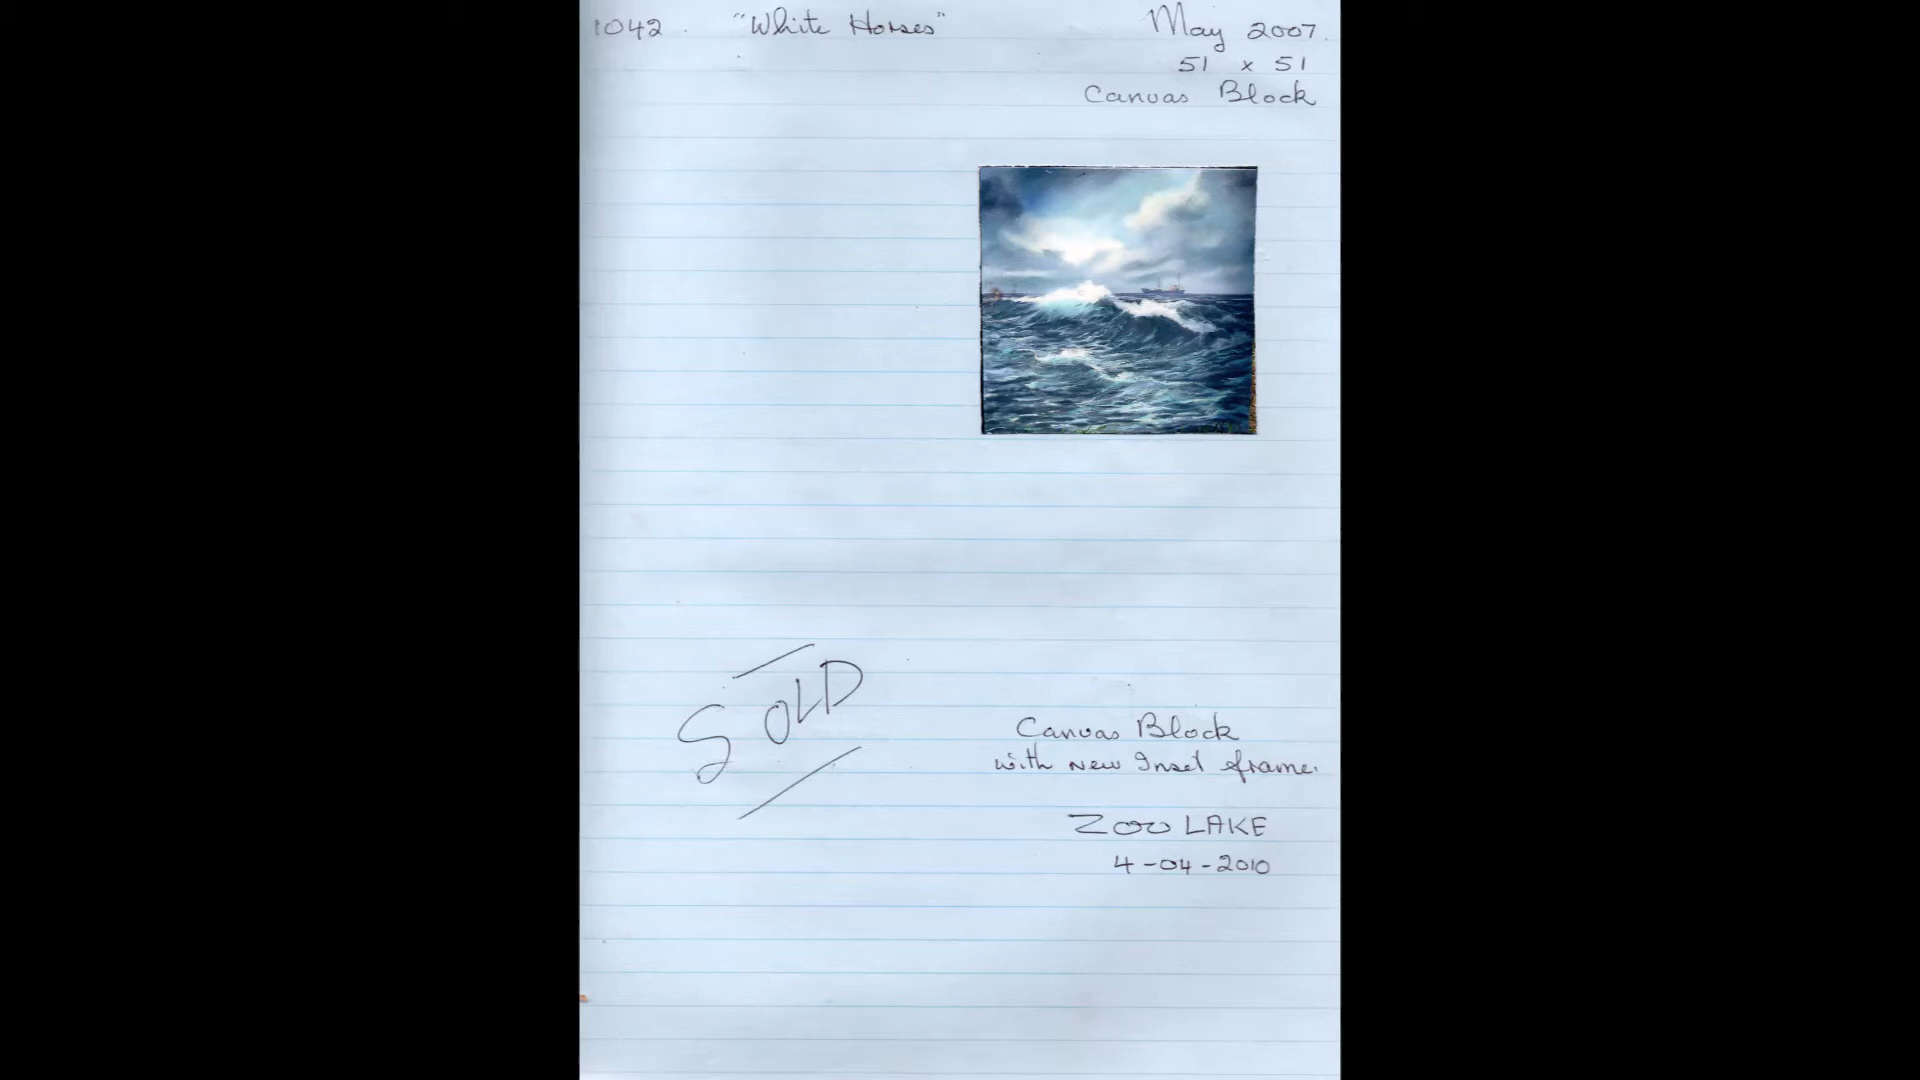 1042. "White Horses" May 2007.
51 x 51
Canvas Block
SOLD
Canvas Block
with new Inset frame.
ZOO LAKE
4-04-2010